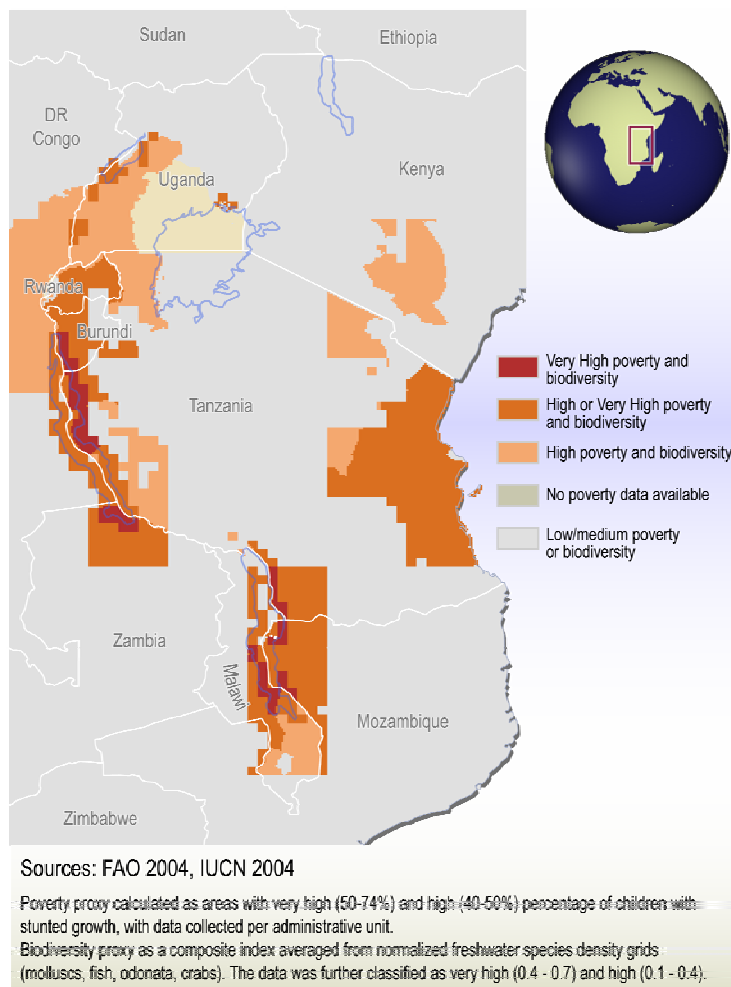 Sudan
Ethiopia
DR
Congo
Kenya
Uganda
Rwanda
Burundi
Tanzania
Zambia
Malawi
Mozambique
Zimbabwe
Very High poverty and
biodiversity
High or Very High poverty
and biodiversity
High poverty and biodiversity
No poverty data available
Low/medium poverty
or biodiversity
Sources: FAO 2004, IUCN 2004
Poverty proxy calculated as areas with very high (50-74%) and high (40-50%) percentage of children with
stunted growth, with data collected per administrative unit.
Biodiversity proxy as a composite index averaged from normalized freshwater species density grids
(molluscs, fish, odonata, crabs). The data was further classified as very high (0.4 - 0.7) and high (0.1 - 0.4).